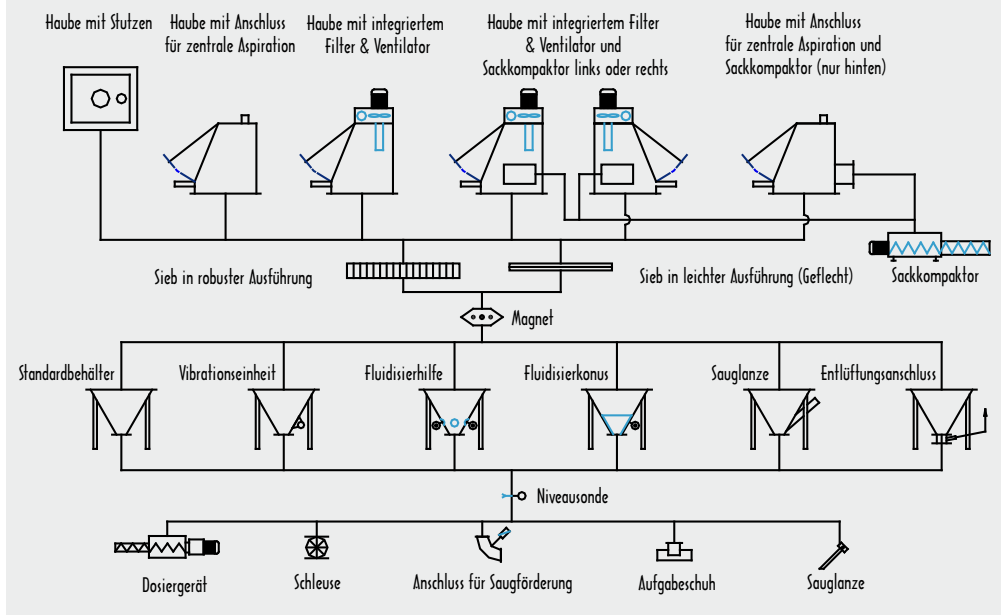 Haube mit Stutzen
Haube mit Anschluss
für zentrale Aspiration
Haube mit integriertem
Filter & Ventilator
Haube mit integriertem Filter
& Ventilator und
Sackkompaktor links oder rechts
Haube mit Anschluss
für zentrale Aspiration und
Sackkompaktor (nur hinten)
Sieb in robuster Ausführung
Sieb in leichter Ausführung (Geflecht)
Sackkompaktor
Magnet
Standardbehälter
Vibrationseinheit
Fluidisierhilfe
Fluidisierkonus
Sauglanze
Entlüftungsanschluss
Niveausonde
Dosiergerät
Schleuse
Anschluss für Saugförderung
Aufgabeschuh
Sauglanze